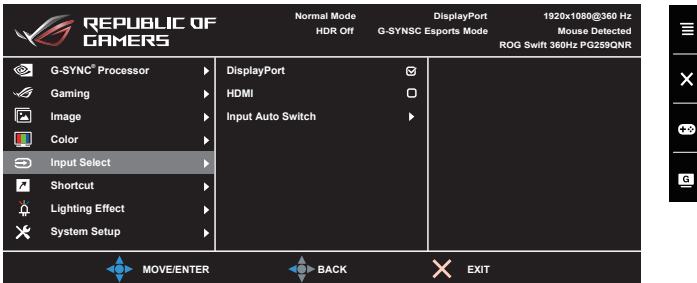 REPUBLIC OF
GAMERS
Normal Mode DisplayPort 1920x1080@360 Hz
HDR Off G-SYNSC Esports Mode Mouse Detected
ROG Swift 360Hz PG259QNR
G-SYNC® Processor DisplayPort
Gaming HDMI
Image Input Auto Switch
Color
Input Select
Shortcut
Lighting Effect
System Setup
MOVE/ENTER BACK EXIT
G